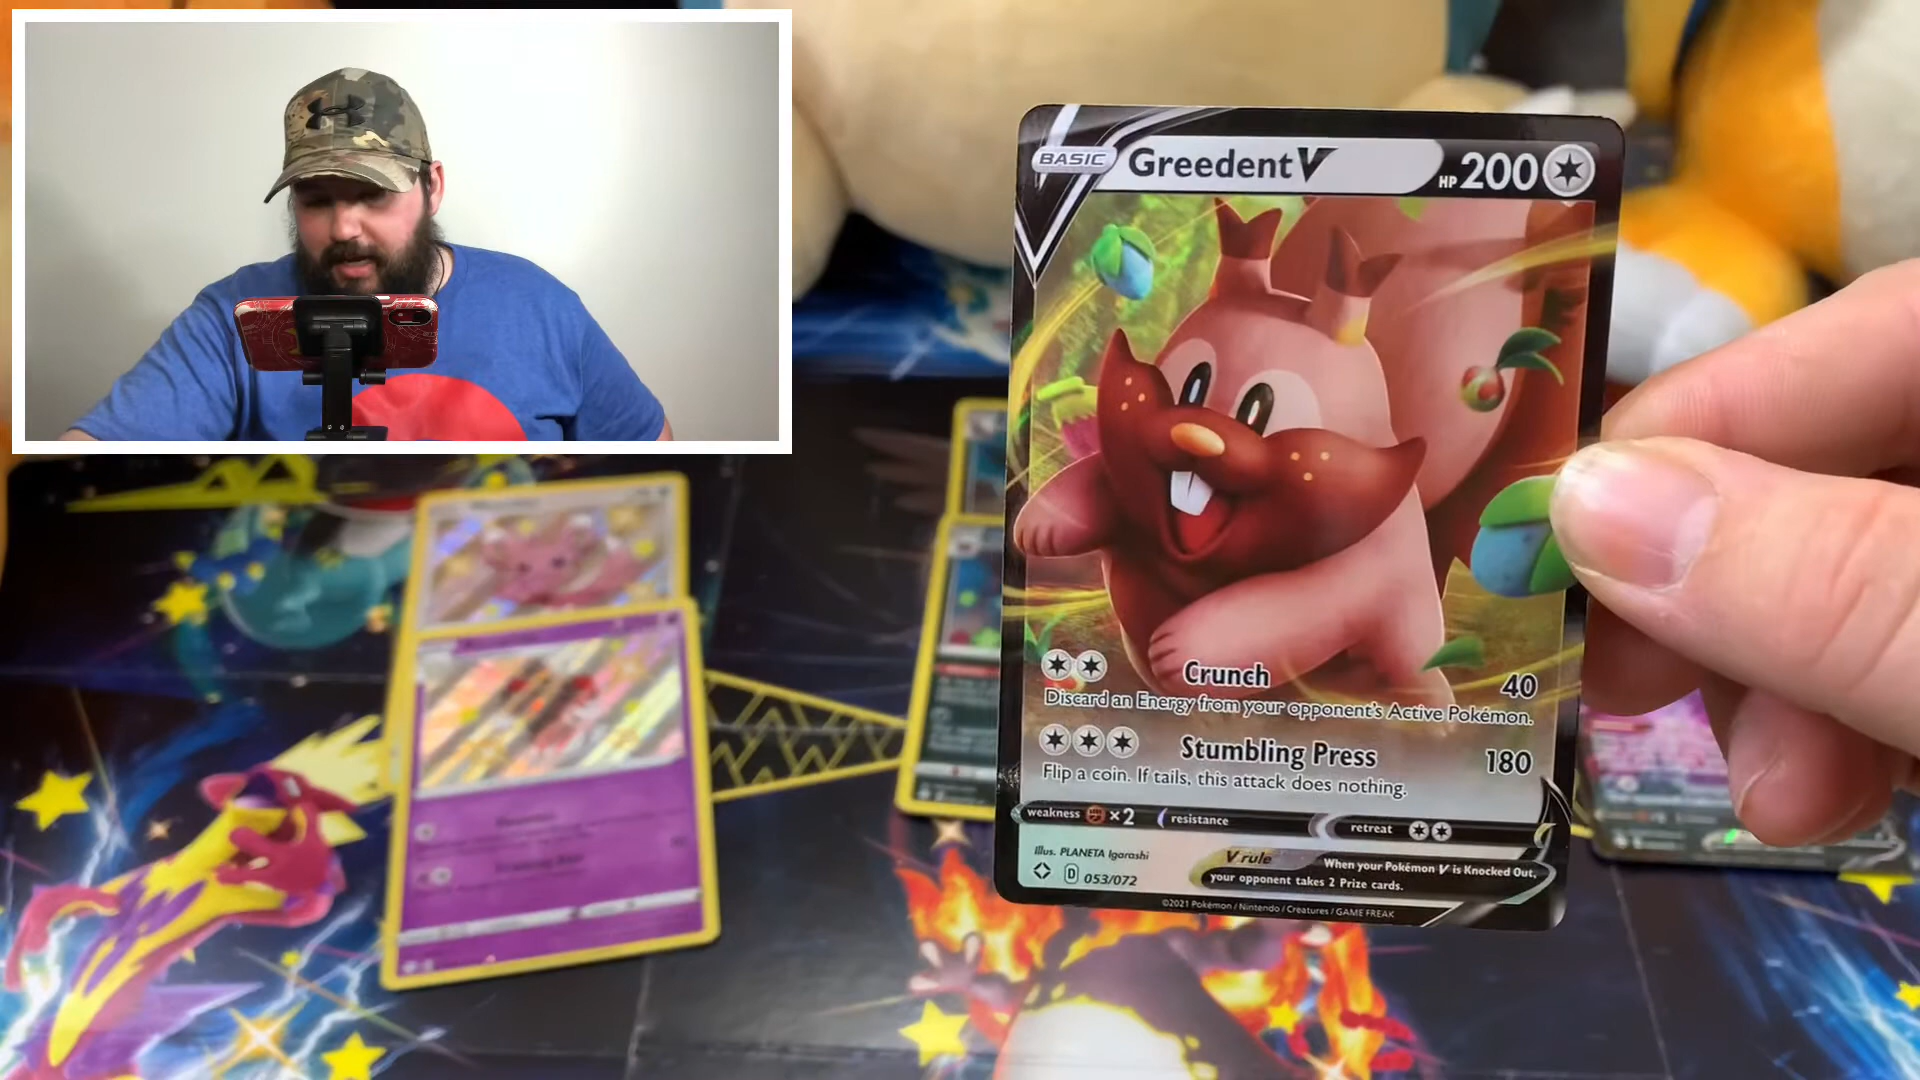 BASIC Greedent V HP 200
Crunch 40
Discard an Energy from your opponent's Active Pokémon.
Stumbling Press 180
Flip a coin. If tails, this attack does nothing.
weakness ×2 resistance retreat
Illus. PLANETA Igarashi
D 053/072
V rule When your Pokémon V is Knocked Out,
your opponent takes 2 Prize cards.
©2021 Pokémon / Nintendo / Creatures / GAME FREAK